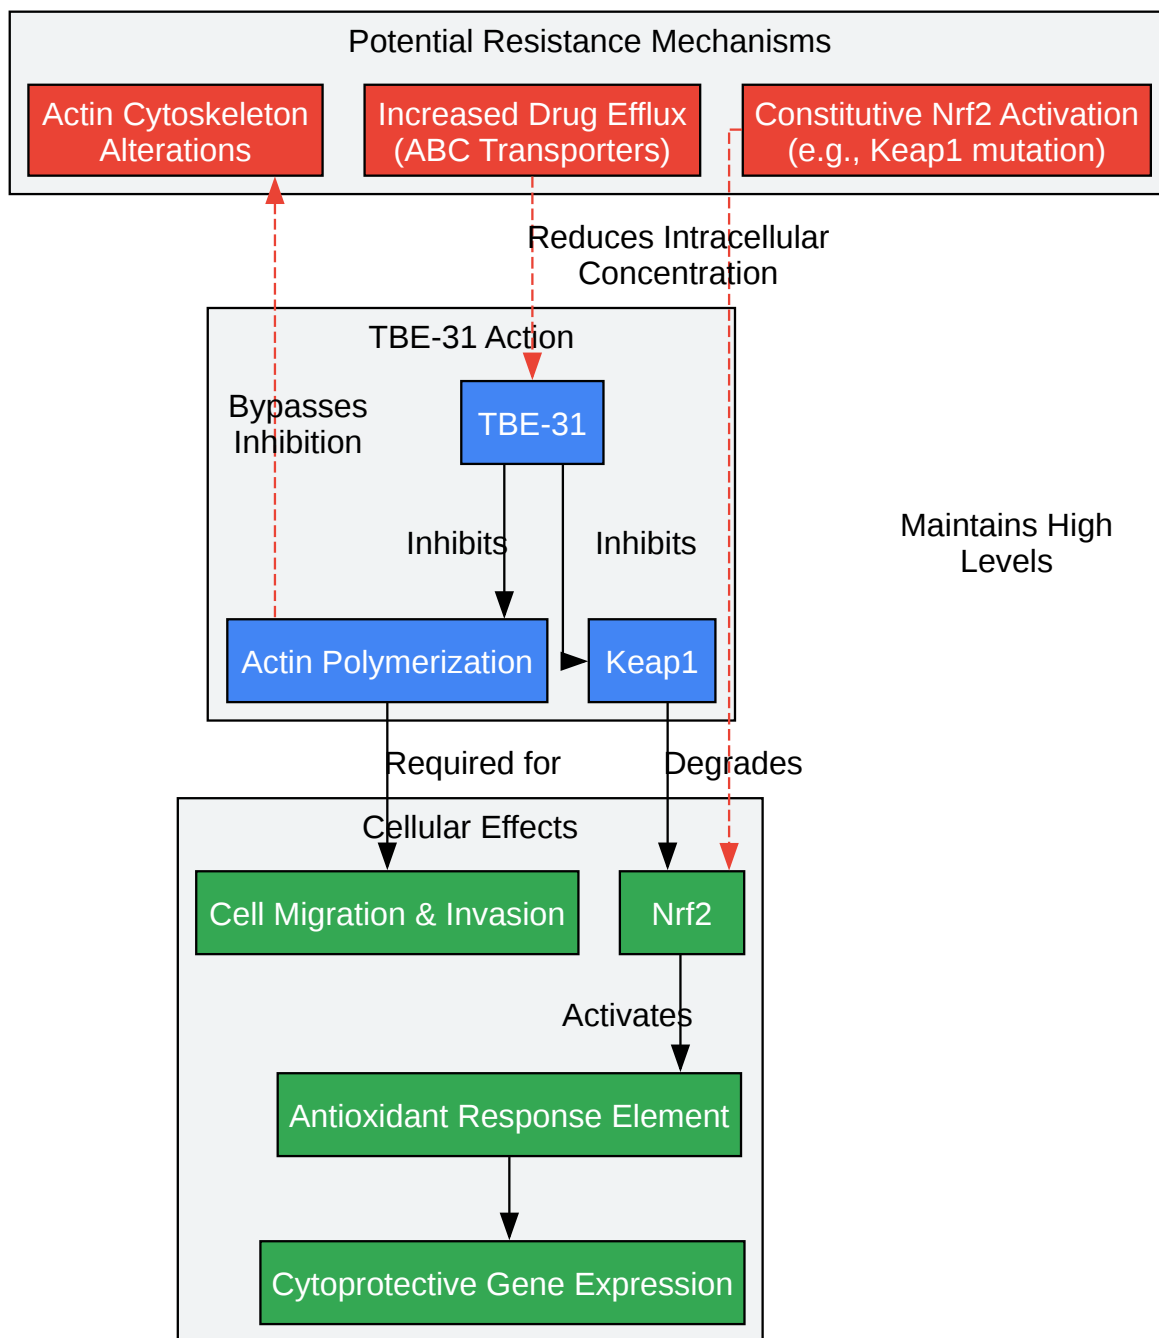 Potential Resistance Mechanisms
Actin Cytoskeleton
Alterations
Increased Drug Efflux
(ABC Transporters)
Constitutive Nrf2 Activation
(e.g., Keap1 mutation)
Reduces Intracellular
Concentration
TBE-31 Action
Bypasses
Inhibition
TBE-31
Inhibits
Inhibits
Maintains High
Levels
Actin Polymerization
Keap1
Required for
Degrades
Cellular Effects
Cell Migration & Invasion
Nrf2
Activates
Antioxidant Response Element
Cytoprotective Gene Expression